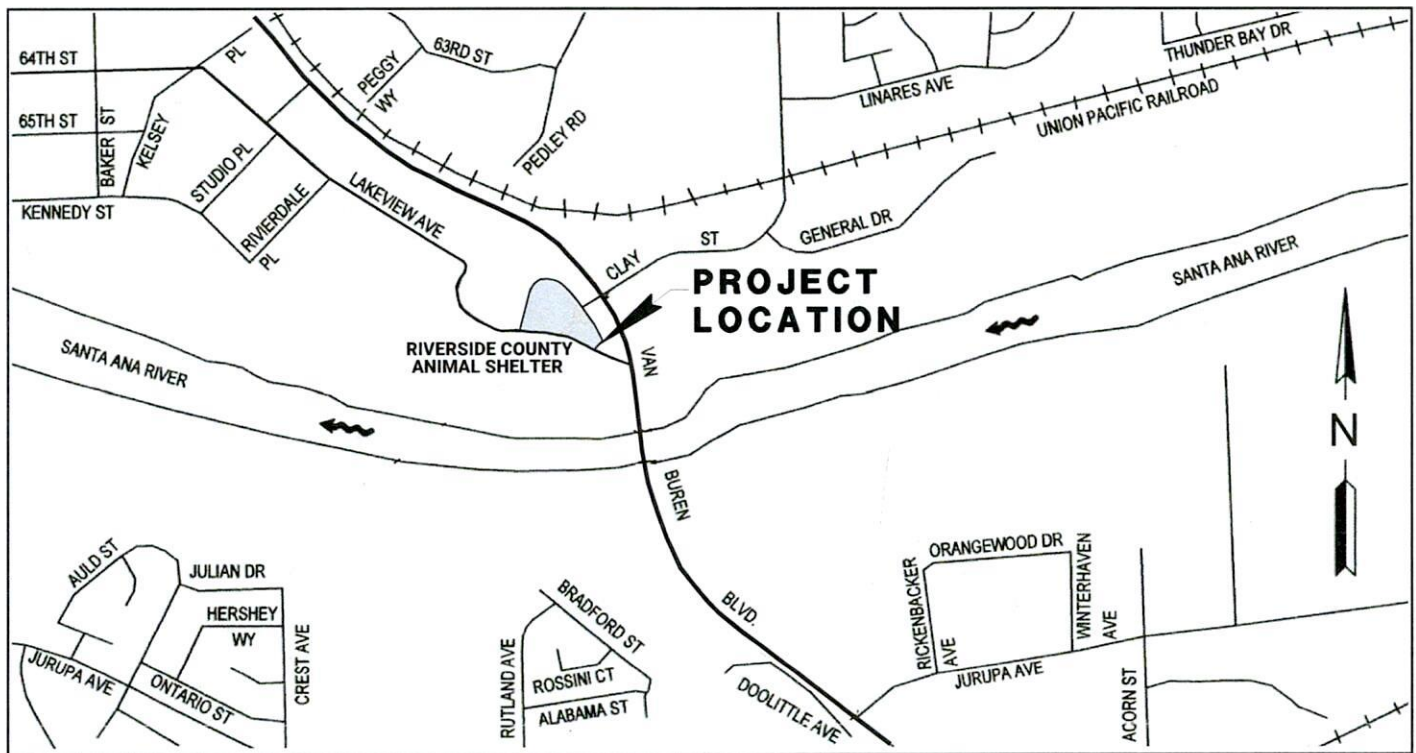 64TH ST
65TH ST
BAKER ST
KELSEY
PL
STUDIO PL
RIVIERDALE
PL
KENNEDY ST
LAKEVIEW AVE
PEGGY
WY
63RD ST
PEDLEY RD
LINARES AVE
THUNDER BAY DR
UNION PACIFIC RAILROAD
CLAY
ST
GENERAL DR
PROJECT
LOCATION
RIVERSIDE COUNTY
ANIMAL SHELTER
SANTA ANA RIVER
SANTA ANA RIVER
VAN
BUREN
BLVD.
N
AULD ST
JULIAN DR
HERSHEY
WY
CREST AVE
JURUPA AVE
ONTARIO ST
RUTLAND AVE
BRADFORD ST
ROSSINI CT
ALABAMA ST
DOOLITTLE AVE
RICKENBACKER
AVE
ORANGEWOOD DR
WINTERHAVEN
AVE
JURUPA AVE
ACORN ST